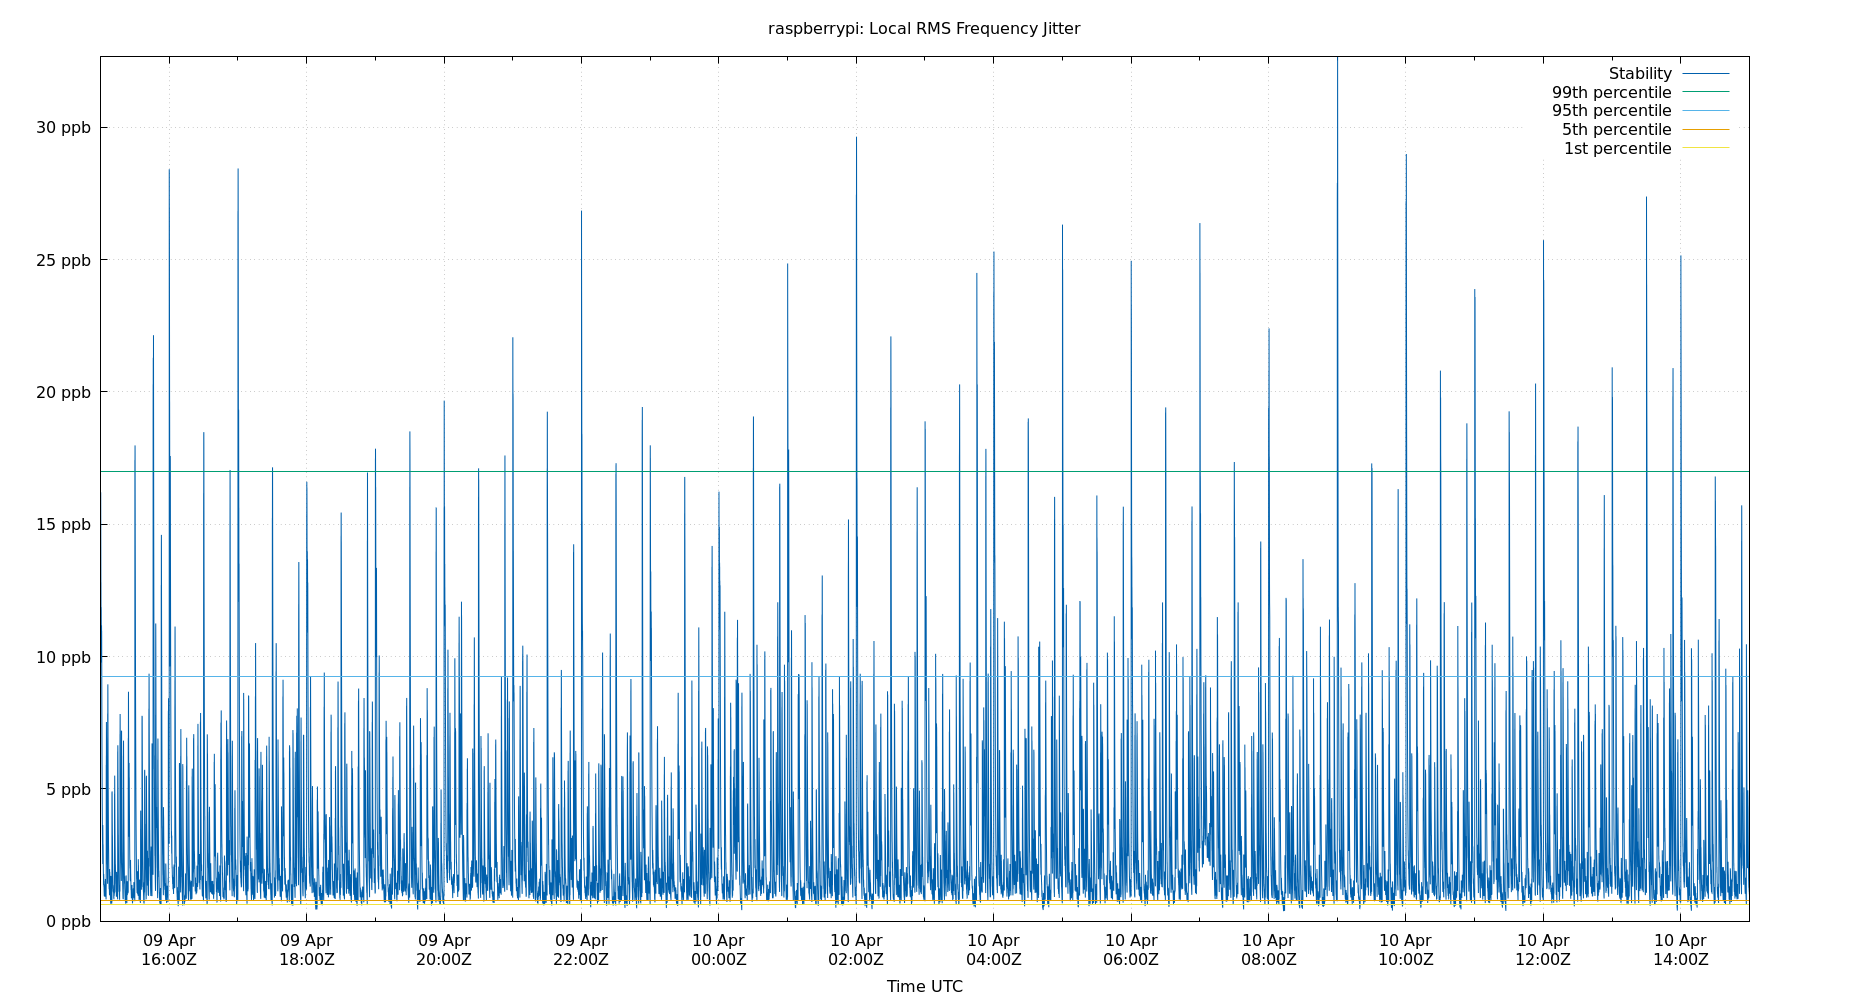 raspberrypi: Local RMS Frequency Jitter
Stability
99th percentile
95th percentile
5th percentile
1st percentile
30 ppb
25 ppb
20 ppb
15 ppb
10 ppb
5 ppb
0 ppb
09 Apr 09 Apr 09 Apr 09 Apr 10 Apr 10 Apr 10 Apr 10 Apr 10 Apr 10 Apr 10 Apr 10 Apr
16:00Z 18:00Z 20:00Z 22:00Z 00:00Z 02:00Z 04:00Z 06:00Z 08:00Z 10:00Z 12:00Z 14:00Z
Time UTC